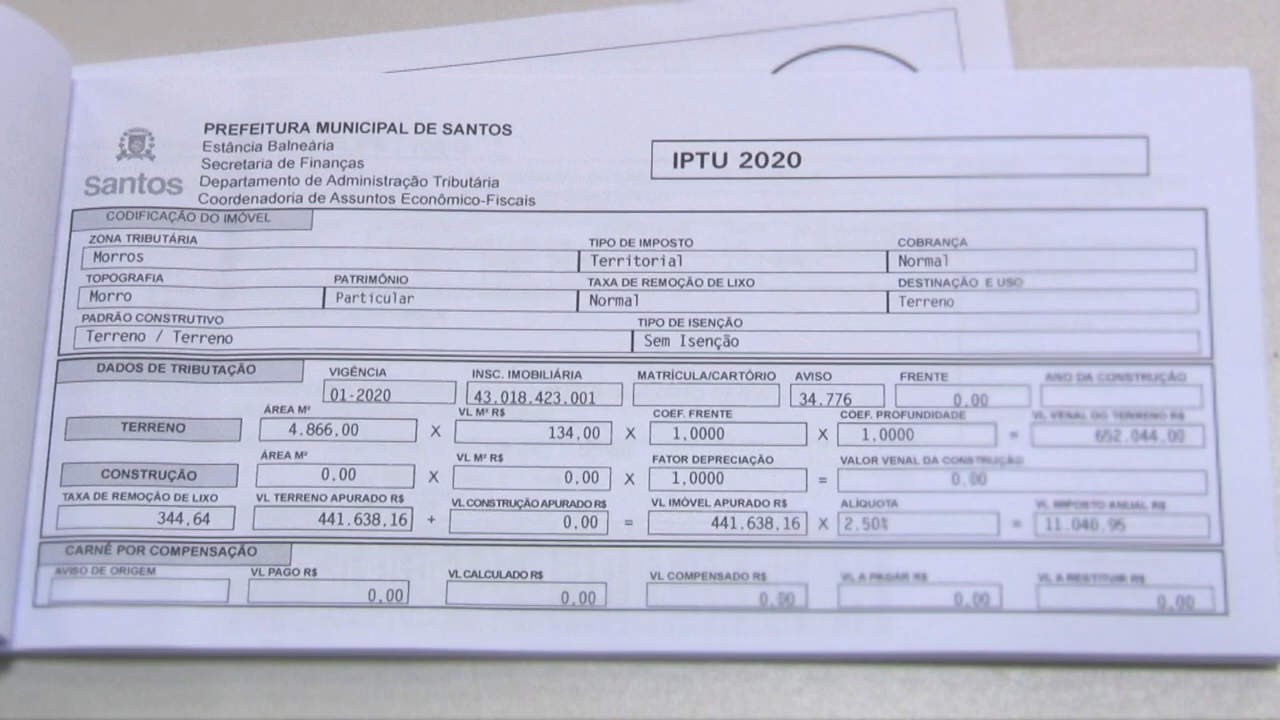 PREFEITURA MUNICIPAL DE SANTOS
Estância Balneária
Secretaria de Finanças
Departamento de Administração Tributária
Coordenadoria de Assuntos Econômico-Fiscais
santos
IPTU 2020
CODIFICAÇÃO DO IMÓVEL
ZONA TRIBUTÁRIA TIPO DE IMPOSTO COBRANÇA
Morros Territorial Normal
TOPOGRAFIA PATRIMÔNIO TAXA DE REMOÇÃO DE LIXO DESTINAÇÃO E USO
Morro Particular Normal Terreno
PADRÃO CONSTRUTIVO TIPO DE ISENÇÃO
Terreno / Terreno Sem Isenção
DADOS DE TRIBUTAÇÃO VIGÊNCIA INSC. IMOBILIÁRIA MATRÍCULA/CARTÓRIO AVISO FRENTE ANO DA CONSTRUÇÃO
01-2020 43.018.423.001 34.776 0,00
ÁREA M² VL M² R$ COEF. FRENTE COEF. PROFUNDIDADE VL VENAL DO TERRENO R$
TERRENO 4.866,00 X 134,00 X 1,0000 X 1,0000 = 652.044,00
ÁREA M² VL M² R$ FATOR DEPRECIAÇÃO VALOR VENAL DA CONSTRUÇÃO
CONSTRUÇÃO 0,00 X 0,00 X 1,0000 = 0,00
TAXA DE REMOÇÃO DE LIXO VL TERRENO APURADO R$ VL CONSTRUÇÃO APURADO R$ VL IMÓVEL APURADO R$ ALÍQUOTA VL IMPOSTO ANUAL R$
344,64 441.638,16 + 0,00 = 441.638,16 X 2,50% = 11.040,95
CARNÊ POR COMPENSAÇÃO
AVISO DE ORIGEM VL PAGO R$ VL CALCULADO R$ VL COMPENSADO R$ VL A PAGAR R$ VL A RESTITUIR R$
0,00 0,00 0,00 0,00 0,00